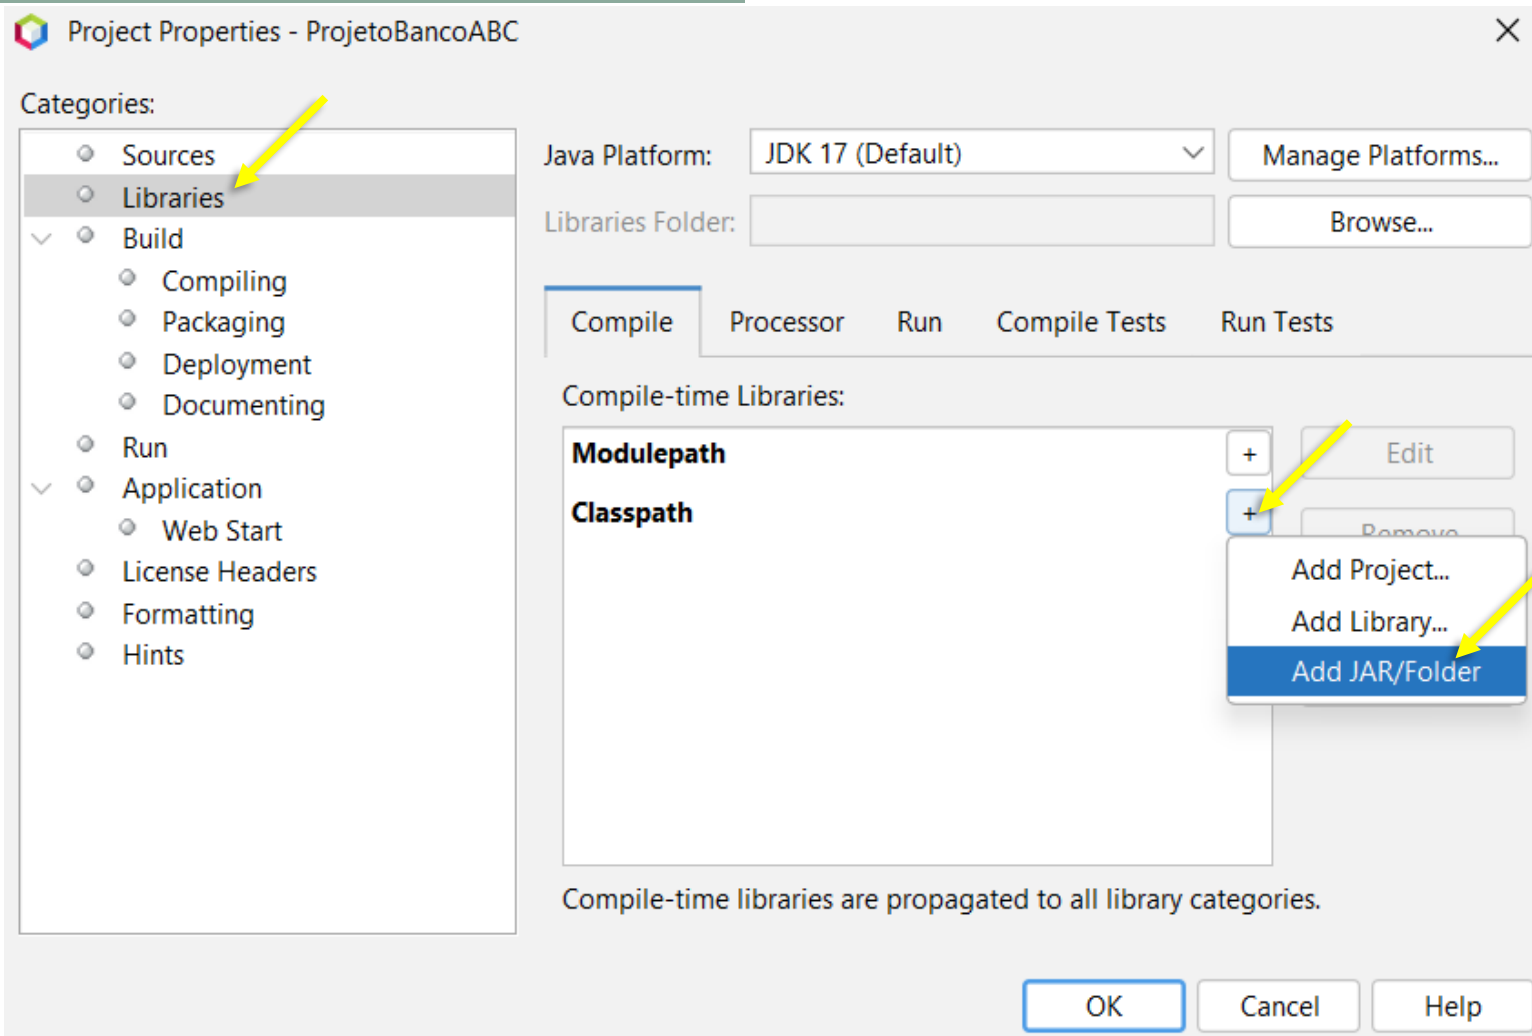 Project Properties - ProjetoBancoABC
Categories:
Sources
Libraries
Build
Compiling
Packaging
Deployment
Documenting
Run
Application
Web Start
License Headers
Formatting
Hints
Java Platform:
JDK 17 (Default)
Manage Platforms...
Libraries Folder:
Browse...
Compile
Processor
Run
Compile Tests
Run Tests
Compile-time Libraries:
Modulepath
+
Edit
Classpath
+
Remove
Add Project...
Add Library...
Add JAR/Folder
Compile-time libraries are propagated to all library categories.
OK
Cancel
Help